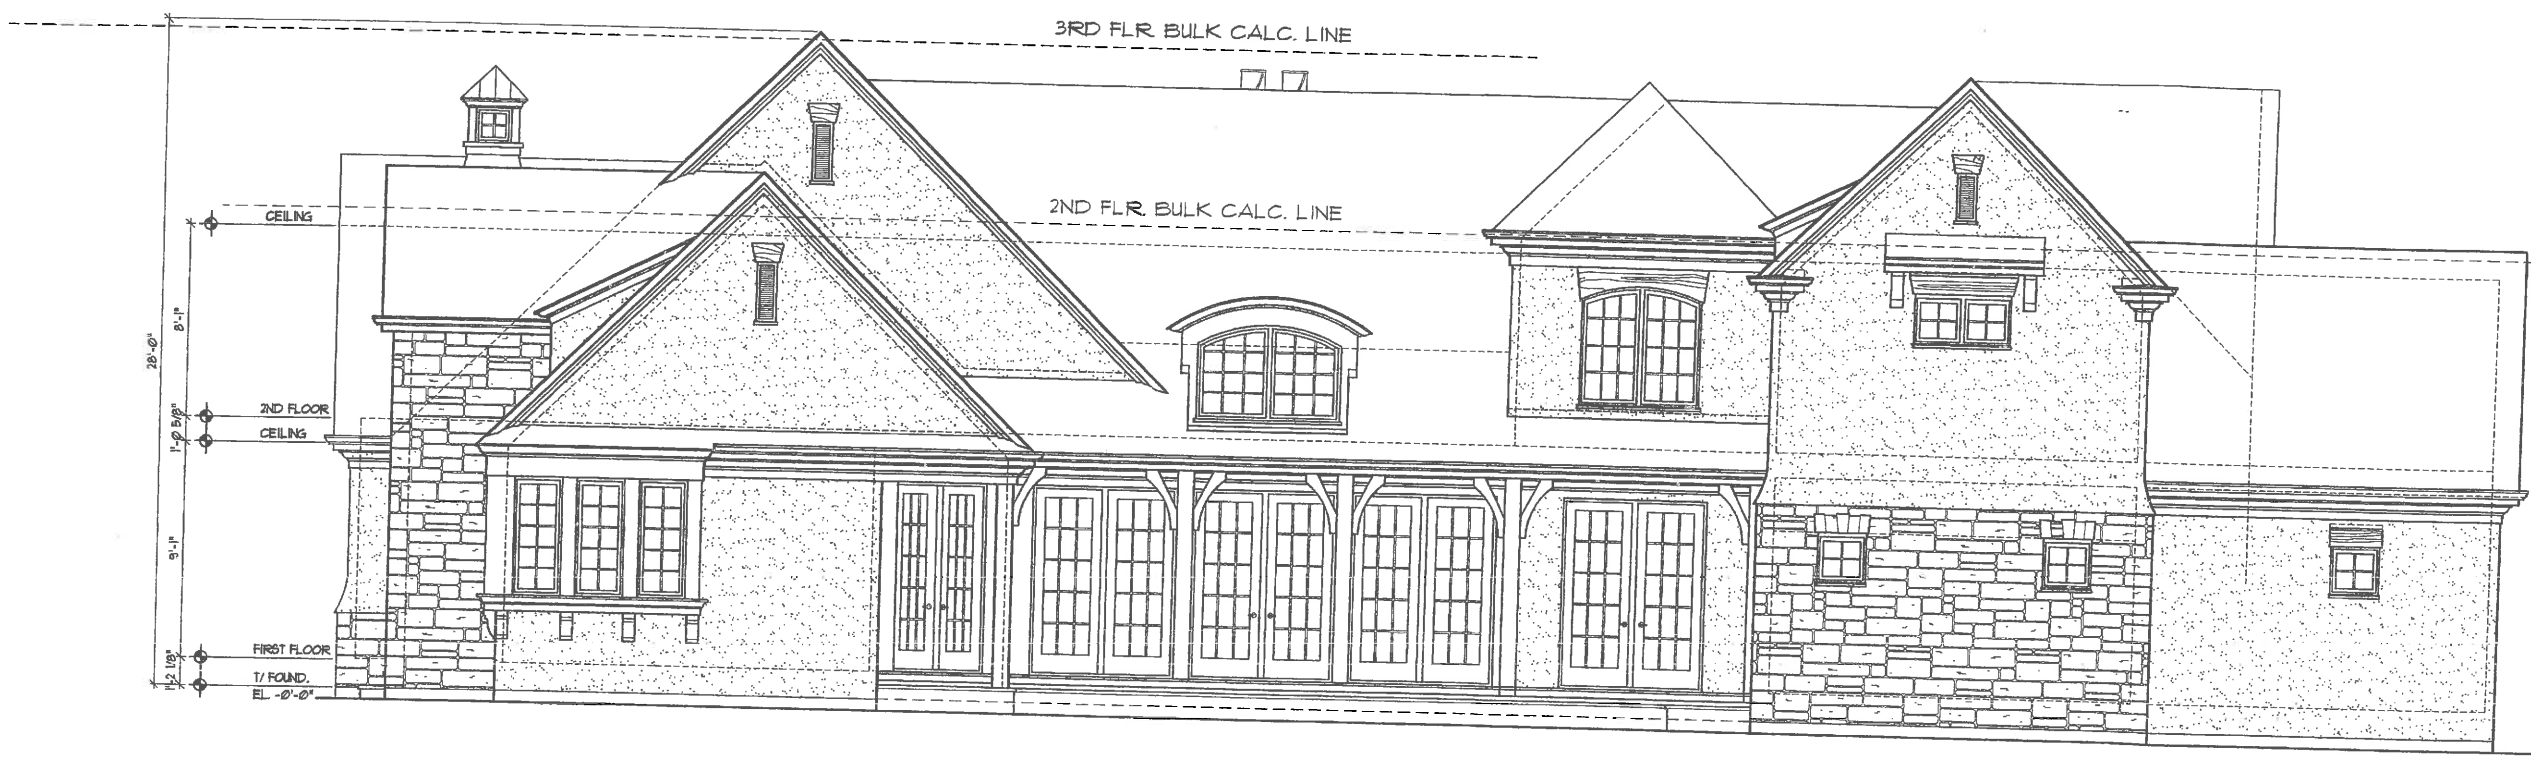 3RD FLR. BULK CALC. LINE
2ND FLR. BULK CALC. LINE
CEILING
8'-1"
28'-0"
2ND FLOOR
1'-0 5/8"
CEILING
9'-1"
FIRST FLOOR
1'-2 1/8"
T/ FOUND.
EL. -0'-0"